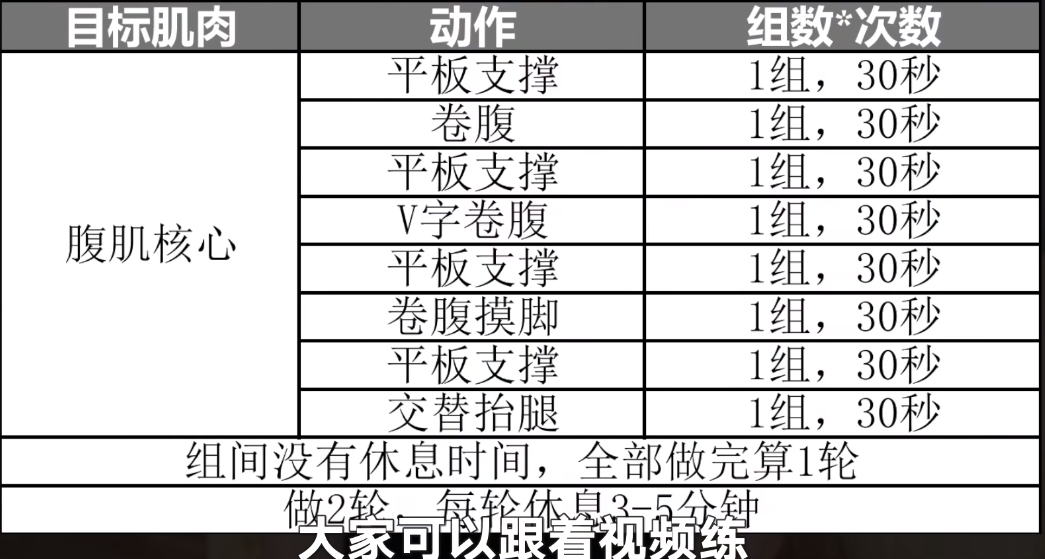 目标肌肉 动作 组数*次数
平板支撑 1组，30秒
卷腹 1组，30秒
平板支撑 1组，30秒
V字卷腹 1组，30秒
腹肌核心
平板支撑 1组，30秒
卷腹摸脚 1组，30秒
平板支撑 1组，30秒
交替抬腿 1组，30秒
组间没有休息时间，全部做完算1轮
做2轮，每轮休息3-5分钟
大家可以跟着视频练